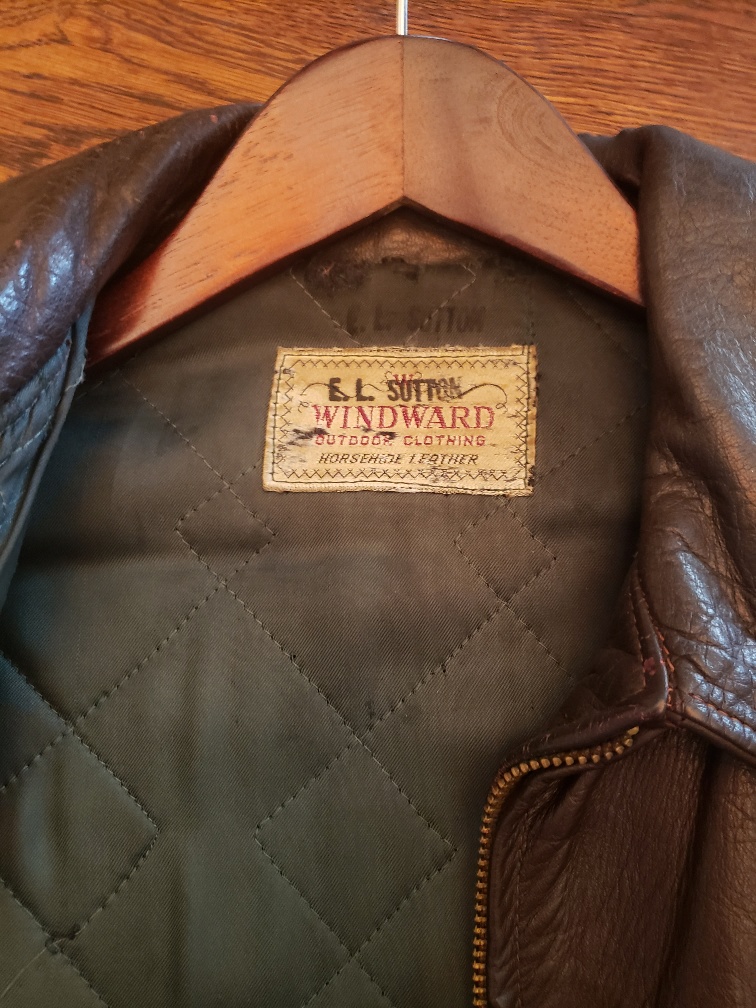 E. L. SUTTON
W
E.L. SUTTON
WINDWARD
OUTDOOR CLOTHING
HORSEHIDE LEATHER